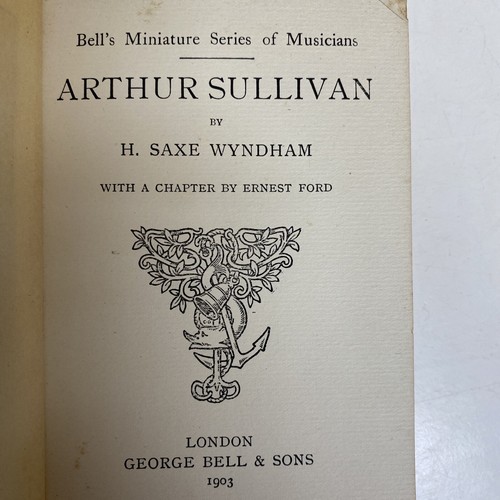 Bell's Miniature Series of Musicians
ARTHUR SULLIVAN
BY
H. SAXE WYNDHAM
WITH A CHAPTER BY ERNEST FORD
LONDON
GEORGE BELL & SONS
1903